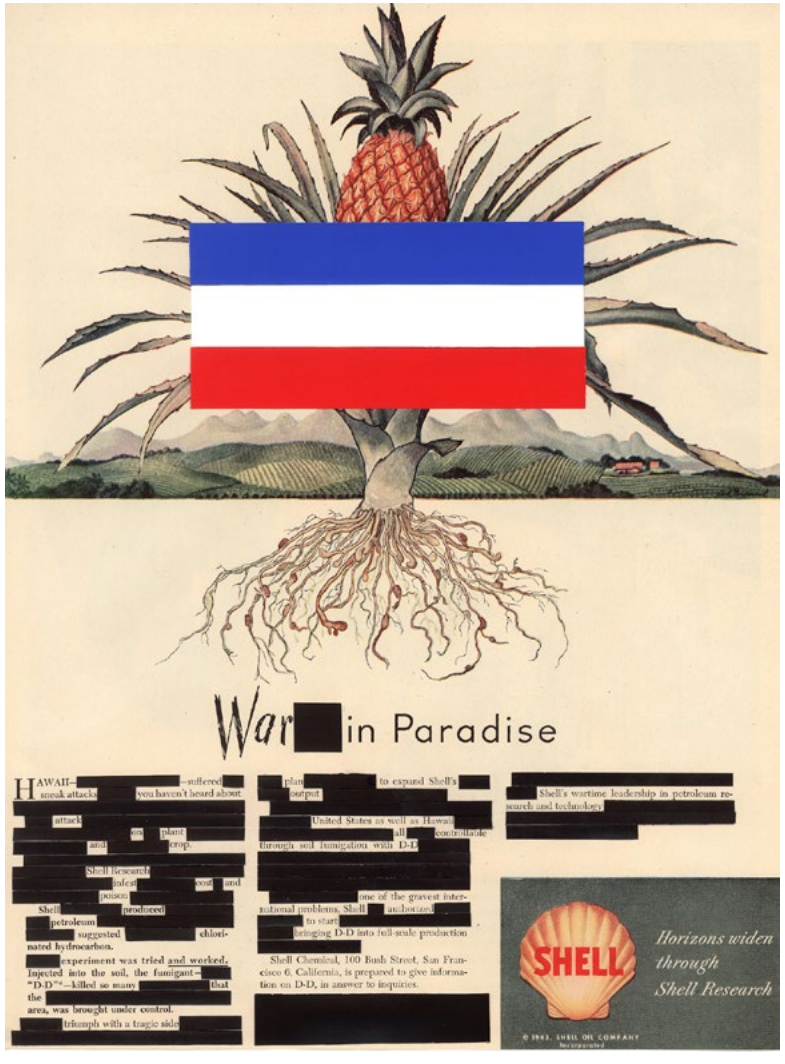 War in Paradise
HAWAII— —suffered
sneak attacks you haven't heard about
attack
on plant
and crop.
Shell Research
infest cost and
poison
Shell produced
petroleum
suggested chlori-
nated hydrocarbon.
experiment was tried and worked.
Injected into the soil, the fumigant—
"D-D"*—killed so many that
the
area, was brought under control.
triumph with a tragic side
plan to expand Shell's
output
United States as well as Hawaii
all controllable
through soil fumigation with D-D
one of the gravest inter-
national problems. Shell authorized
to start
bringing D-D into full-scale production
Shell Chemical, 100 Bush Street, San Fran-
cisco 6, California, is prepared to give informa-
tion on D-D, in answer to inquiries.
Shell's wartime leadership in petroleum re-
search and technology
SHELL
Horizons widen
through
Shell Research
© 1943, SHELL OIL COMPANY
Incorporated